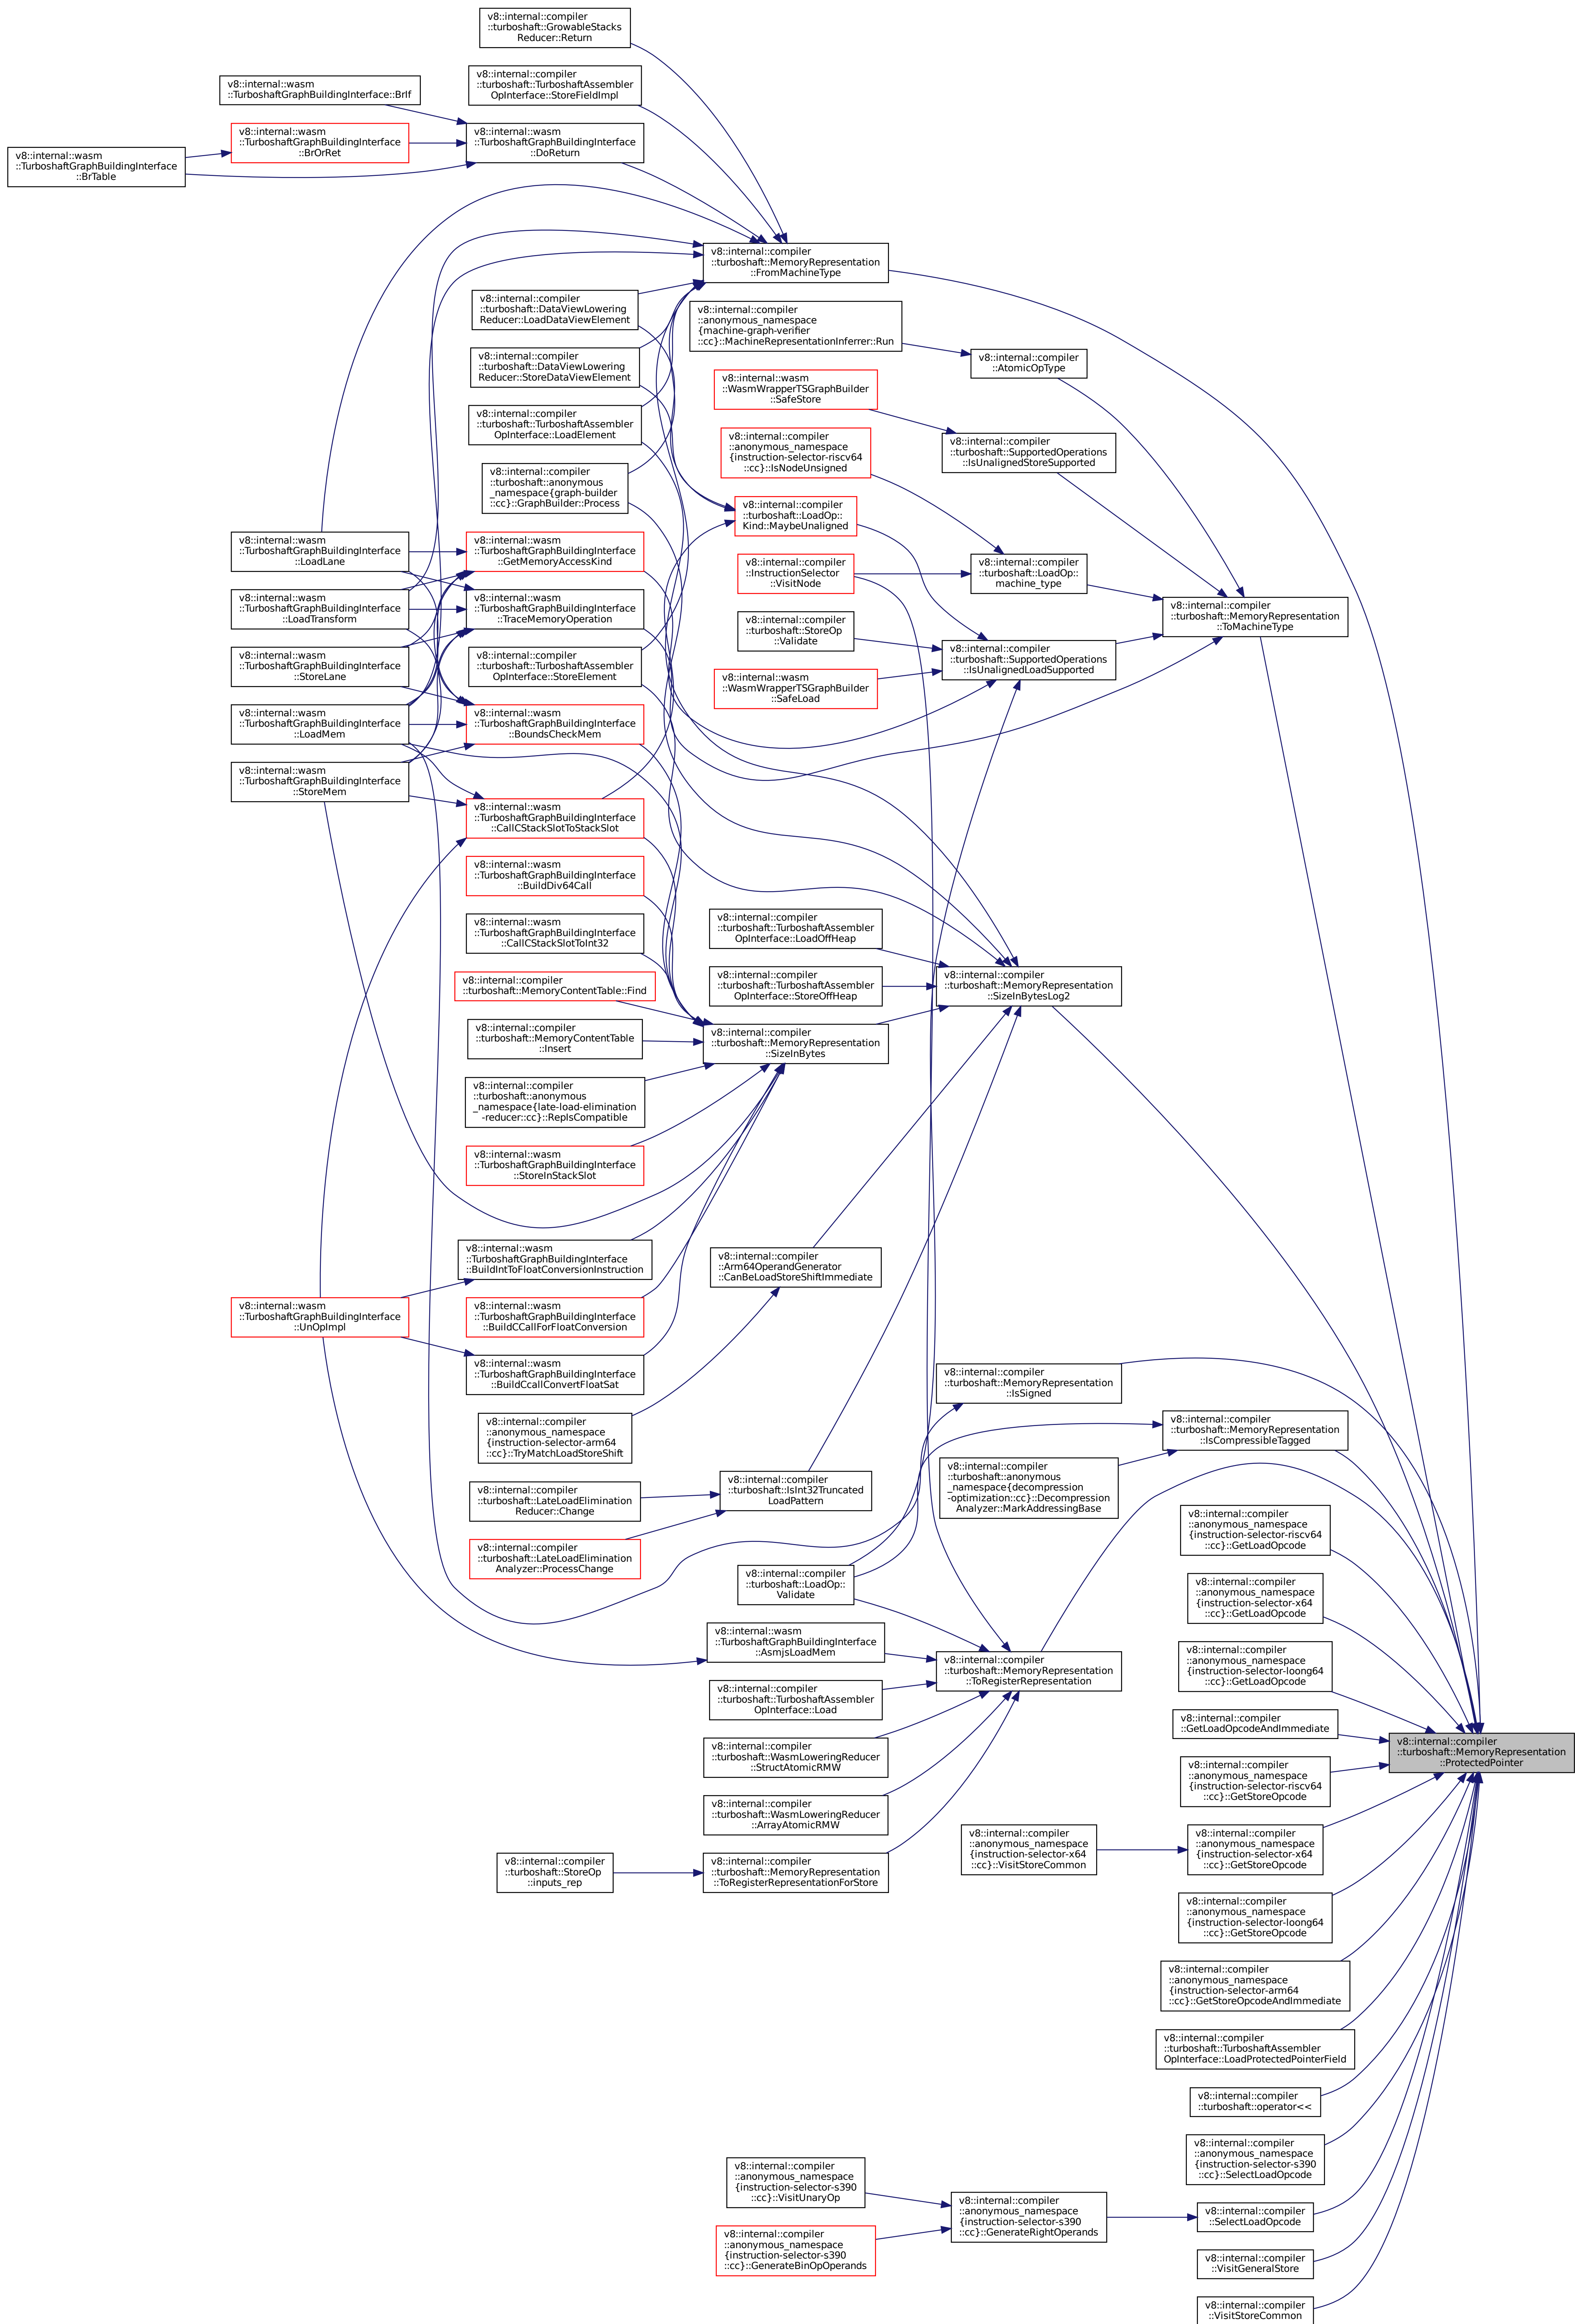 v8::internal::compiler
::turboshaft::GrowableStacks
Reducer::Return
v8::internal::compiler
::turboshaft::TurboshaftAssembler
OpInterface::StoreFieldImpl
v8::internal::wasm
::TurboshaftGraphBuildingInterface::BrIf
v8::internal::wasm
::TurboshaftGraphBuildingInterface
::BrOrRet
v8::internal::wasm
::TurboshaftGraphBuildingInterface
::DoReturn
v8::internal::wasm
::TurboshaftGraphBuildingInterface
::BrTable
v8::internal::compiler
::turboshaft::MemoryRepresentation
::FromMachineType
v8::internal::compiler
::turboshaft::DataViewLowering
Reducer::LoadDataViewElement
v8::internal::compiler
::anonymous_namespace
{machine-graph-verifier
::cc}::MachineRepresentationInferrer::Run
v8::internal::compiler
::turboshaft::DataViewLowering
Reducer::StoreDataViewElement
v8::internal::compiler
::AtomicOpType
v8::internal::wasm
::WasmWrapperTSGraphBuilder
::SafeStore
v8::internal::compiler
::turboshaft::TurboshaftAssembler
OpInterface::LoadElement
v8::internal::compiler
::turboshaft::SupportedOperations
::IsUnalignedStoreSupported
v8::internal::compiler
::anonymous_namespace
{instruction-selector-riscv64
::cc}::IsNodeUnsigned
v8::internal::compiler
::turboshaft::anonymous
_namespace{graph-builder
::cc}::GraphBuilder::Process
v8::internal::compiler
::turboshaft::LoadOp::
Kind::MaybeUnaligned
v8::internal::wasm
::TurboshaftGraphBuildingInterface
::LoadLane
v8::internal::wasm
::TurboshaftGraphBuildingInterface
::GetMemoryAccessKind
v8::internal::compiler
::InstructionSelector
::VisitNode
v8::internal::compiler
::turboshaft::LoadOp::
machine_type
v8::internal::wasm
::TurboshaftGraphBuildingInterface
::LoadTransform
v8::internal::wasm
::TurboshaftGraphBuildingInterface
::TraceMemoryOperation
v8::internal::compiler
::turboshaft::StoreOp
::Validate
v8::internal::compiler
::turboshaft::MemoryRepresentation
::ToMachineType
v8::internal::wasm
::TurboshaftGraphBuildingInterface
::StoreLane
v8::internal::compiler
::turboshaft::TurboshaftAssembler
OpInterface::StoreElement
v8::internal::wasm
::WasmWrapperTSGraphBuilder
::SafeLoad
v8::internal::compiler
::turboshaft::SupportedOperations
::IsUnalignedLoadSupported
v8::internal::wasm
::TurboshaftGraphBuildingInterface
::LoadMem
v8::internal::wasm
::TurboshaftGraphBuildingInterface
::BoundsCheckMem
v8::internal::wasm
::TurboshaftGraphBuildingInterface
::StoreMem
v8::internal::wasm
::TurboshaftGraphBuildingInterface
::CallCStackSlotToStackSlot
v8::internal::wasm
::TurboshaftGraphBuildingInterface
::BuildDiv64Call
v8::internal::wasm
::TurboshaftGraphBuildingInterface
::CallCStackSlotToInt32
v8::internal::compiler
::turboshaft::TurboshaftAssembler
OpInterface::LoadOffHeap
v8::internal::compiler
::turboshaft::MemoryContentTable::Find
v8::internal::compiler
::turboshaft::TurboshaftAssembler
OpInterface::StoreOffHeap
v8::internal::compiler
::turboshaft::MemoryRepresentation
::SizeInBytesLog2
v8::internal::compiler
::turboshaft::MemoryContentTable
::Insert
v8::internal::compiler
::turboshaft::MemoryRepresentation
::SizeInBytes
v8::internal::compiler
::turboshaft::anonymous
_namespace{late-load-elimination
-reducer::cc}::RepIsCompatible
v8::internal::wasm
::TurboshaftGraphBuildingInterface
::StoreInStackSlot
v8::internal::wasm
::TurboshaftGraphBuildingInterface
::BuildIntToFloatConversionInstruction
v8::internal::compiler
::Arm64OperandGenerator
::CanBeLoadStoreShiftImmediate
v8::internal::wasm
::TurboshaftGraphBuildingInterface
::UnOpImpl
v8::internal::wasm
::TurboshaftGraphBuildingInterface
::BuildCCallForFloatConversion
v8::internal::wasm
::TurboshaftGraphBuildingInterface
::BuildCcallConvertFloatSat
v8::internal::compiler
::turboshaft::MemoryRepresentation
::IsSigned
v8::internal::compiler
::anonymous_namespace
{instruction-selector-arm64
::cc}::TryMatchLoadStoreShift
v8::internal::compiler
::turboshaft::MemoryRepresentation
::IsCompressibleTagged
v8::internal::compiler
::turboshaft::LateLoadElimination
Reducer::Change
v8::internal::compiler
::turboshaft::IsInt32Truncated
LoadPattern
v8::internal::compiler
::turboshaft::anonymous
_namespace{decompression
-optimization::cc}::Decompression
Analyzer::MarkAddressingBase
v8::internal::compiler
::anonymous_namespace
{instruction-selector-riscv64
::cc}::GetLoadOpcode
v8::internal::compiler
::turboshaft::LateLoadElimination
Analyzer::ProcessChange
v8::internal::compiler
::turboshaft::LoadOp::
Validate
v8::internal::compiler
::anonymous_namespace
{instruction-selector-x64
::cc}::GetLoadOpcode
v8::internal::wasm
::TurboshaftGraphBuildingInterface
::AsmjsLoadMem
v8::internal::compiler
::turboshaft::MemoryRepresentation
::ToRegisterRepresentation
v8::internal::compiler
::anonymous_namespace
{instruction-selector-loong64
::cc}::GetLoadOpcode
v8::internal::compiler
::turboshaft::TurboshaftAssembler
OpInterface::Load
v8::internal::compiler
::GetLoadOpcodeAndImmediate
v8::internal::compiler
::turboshaft::MemoryRepresentation
::ProtectedPointer
v8::internal::compiler
::turboshaft::WasmLoweringReducer
::StructAtomicRMW
v8::internal::compiler
::anonymous_namespace
{instruction-selector-riscv64
::cc}::GetStoreOpcode
v8::internal::compiler
::turboshaft::WasmLoweringReducer
::ArrayAtomicRMW
v8::internal::compiler
::anonymous_namespace
{instruction-selector-x64
::cc}::VisitStoreCommon
v8::internal::compiler
::anonymous_namespace
{instruction-selector-x64
::cc}::GetStoreOpcode
v8::internal::compiler
::turboshaft::StoreOp
::inputs_rep
v8::internal::compiler
::turboshaft::MemoryRepresentation
::ToRegisterRepresentationForStore
v8::internal::compiler
::anonymous_namespace
{instruction-selector-loong64
::cc}::GetStoreOpcode
v8::internal::compiler
::anonymous_namespace
{instruction-selector-arm64
::cc}::GetStoreOpcodeAndImmediate
v8::internal::compiler
::turboshaft::TurboshaftAssembler
OpInterface::LoadProtectedPointerField
v8::internal::compiler
::turboshaft::operator<<
v8::internal::compiler
::anonymous_namespace
{instruction-selector-s390
::cc}::SelectLoadOpcode
v8::internal::compiler
::anonymous_namespace
{instruction-selector-s390
::cc}::VisitUnaryOp
v8::internal::compiler
::anonymous_namespace
{instruction-selector-s390
::cc}::GenerateRightOperands
v8::internal::compiler
::SelectLoadOpcode
v8::internal::compiler
::anonymous_namespace
{instruction-selector-s390
::cc}::GenerateBinOpOperands
v8::internal::compiler
::VisitGeneralStore
v8::internal::compiler
::VisitStoreCommon